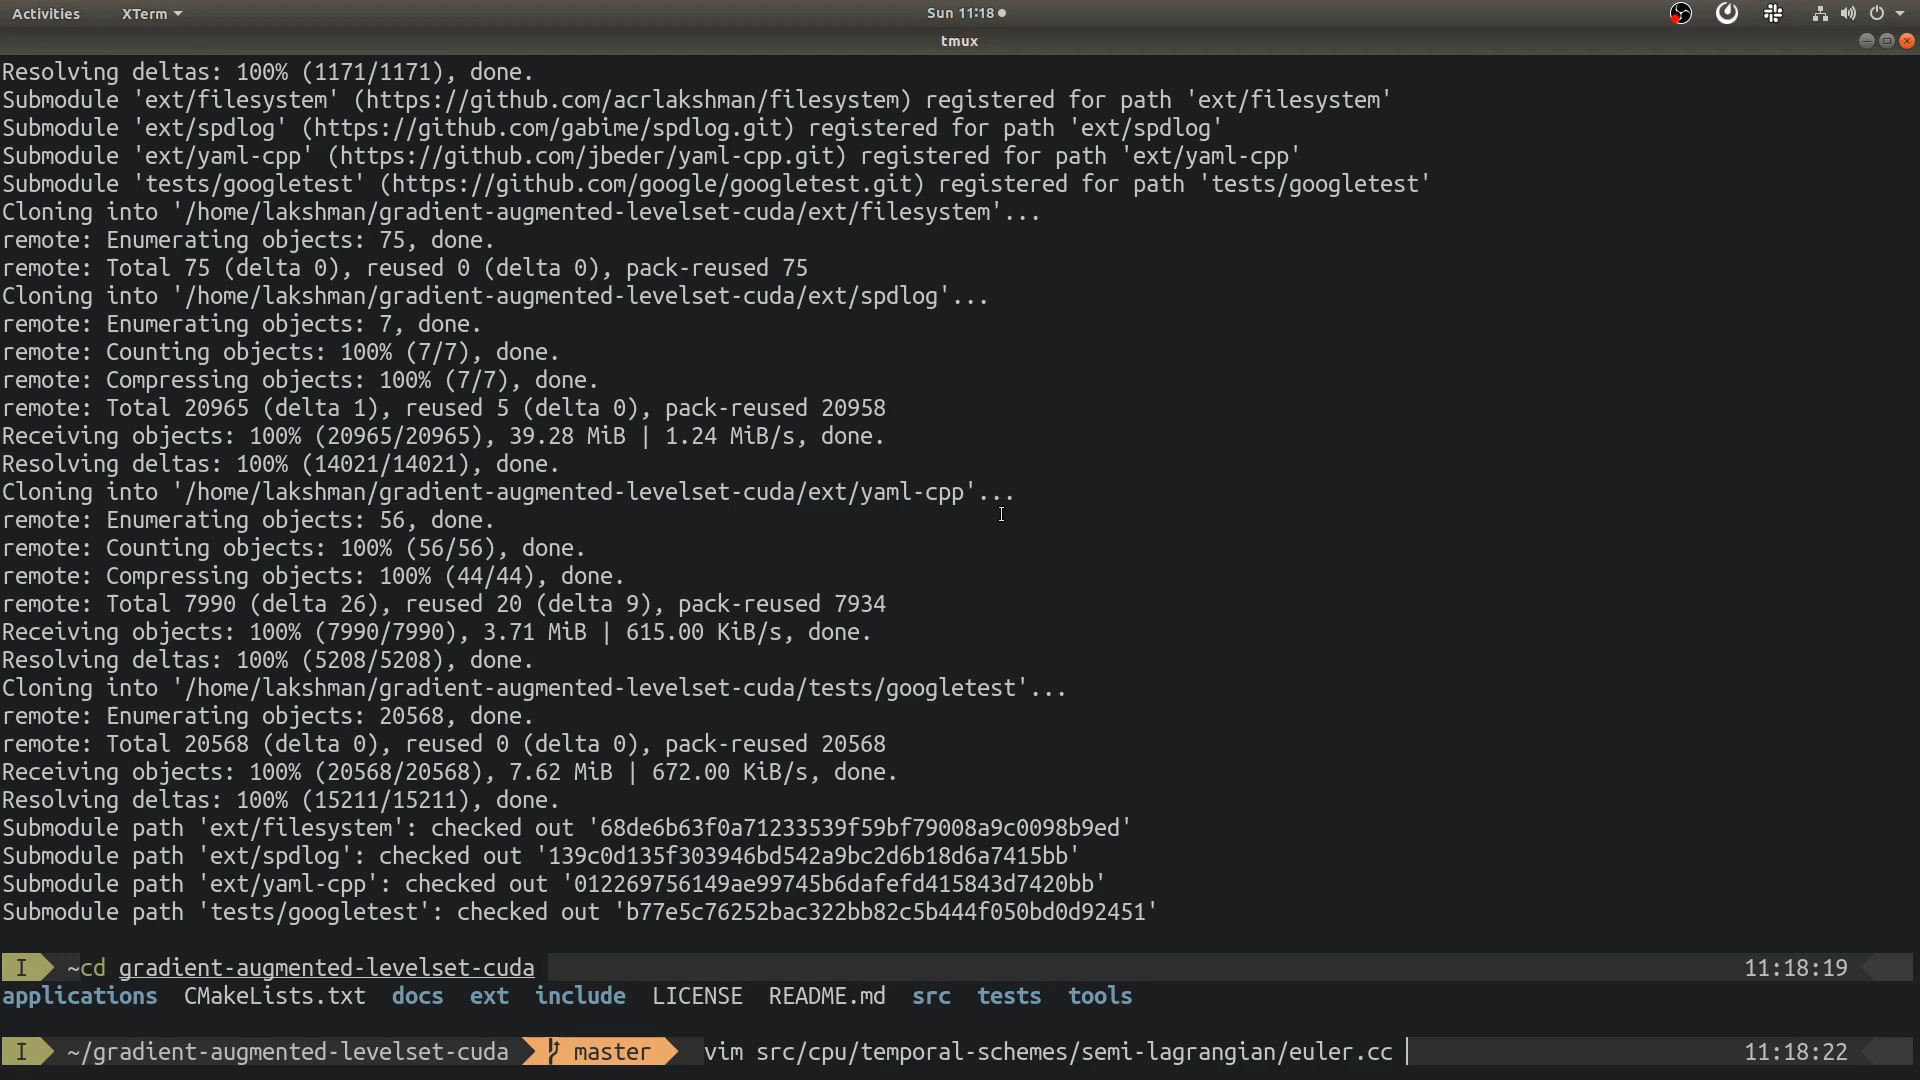 Activities XTerm Sun 11:18
tmux
Resolving deltas: 100% (1171/1171), done.
Submodule 'ext/filesystem' (https://github.com/acrlakshman/filesystem) registered for path 'ext/filesystem'
Submodule 'ext/spdlog' (https://github.com/gabime/spdlog.git) registered for path 'ext/spdlog'
Submodule 'ext/yaml-cpp' (https://github.com/jbeder/yaml-cpp.git) registered for path 'ext/yaml-cpp'
Submodule 'tests/googletest' (https://github.com/google/googletest.git) registered for path 'tests/googletest'
Cloning into '/home/lakshman/gradient-augmented-levelset-cuda/ext/filesystem'...
remote: Enumerating objects: 75, done.
remote: Total 75 (delta 0), reused 0 (delta 0), pack-reused 75
Cloning into '/home/lakshman/gradient-augmented-levelset-cuda/ext/spdlog'...
remote: Enumerating objects: 7, done.
remote: Counting objects: 100% (7/7), done.
remote: Compressing objects: 100% (7/7), done.
remote: Total 20965 (delta 1), reused 5 (delta 0), pack-reused 20958
Receiving objects: 100% (20965/20965), 39.28 MiB | 1.24 MiB/s, done.
Resolving deltas: 100% (14021/14021), done.
Cloning into '/home/lakshman/gradient-augmented-levelset-cuda/ext/yaml-cpp'...
remote: Enumerating objects: 56, done.
remote: Counting objects: 100% (56/56), done.
remote: Compressing objects: 100% (44/44), done.
remote: Total 7990 (delta 26), reused 20 (delta 9), pack-reused 7934
Receiving objects: 100% (7990/7990), 3.71 MiB | 615.00 KiB/s, done.
Resolving deltas: 100% (5208/5208), done.
Cloning into '/home/lakshman/gradient-augmented-levelset-cuda/tests/googletest'...
remote: Enumerating objects: 20568, done.
remote: Total 20568 (delta 0), reused 0 (delta 0), pack-reused 20568
Receiving objects: 100% (20568/20568), 7.62 MiB | 672.00 KiB/s, done.
Resolving deltas: 100% (15211/15211), done.
Submodule path 'ext/filesystem': checked out '68de6b63f0a71233539f59bf79008a9c0098b9ed'
Submodule path 'ext/spdlog': checked out '139c0d135f303946bd542a9bc2d6b18d6a7415bb'
Submodule path 'ext/yaml-cpp': checked out '012269756149ae99745b6dafefd415843d7420bb'
Submodule path 'tests/googletest': checked out 'b77e5c76252bac322bb82c5b444f050bd0d92451'
I ~cd gradient-augmented-levelset-cuda 11:18:19
applications CMakeLists.txt docs ext include LICENSE README.md src tests tools
I ~/gradient-augmented-levelset-cuda master vim src/cpu/temporal-schemes/semi-lagrangian/euler.cc 11:18:22